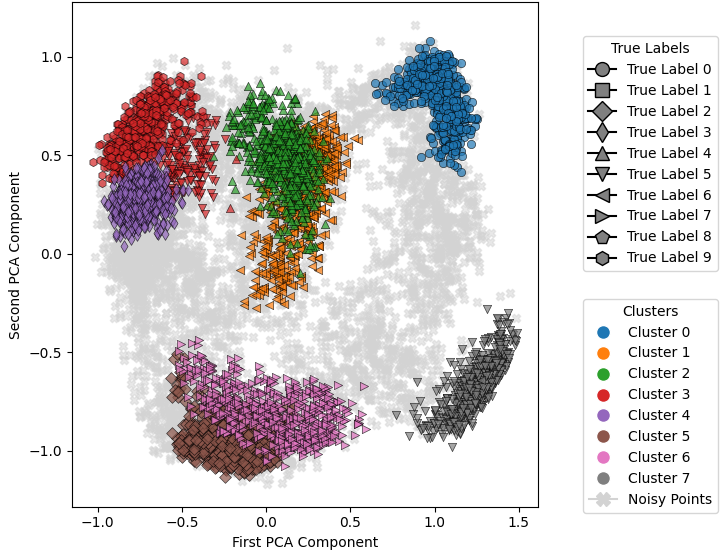 1.0
0.5
0.0
−0.5
−1.0
Second PCA Component
−1.0
−0.5
0.0
0.5
1.0
1.5
First PCA Component
True Labels
True Label 0
True Label 1
True Label 2
True Label 3
True Label 4
True Label 5
True Label 6
True Label 7
True Label 8
True Label 9
Clusters
Cluster 0
Cluster 1
Cluster 2
Cluster 3
Cluster 4
Cluster 5
Cluster 6
Cluster 7
Noisy Points